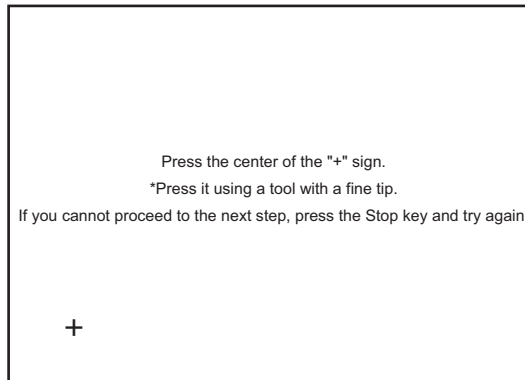 Press the center of the "+" sign.
*Press it using a tool with a fine tip.
If you cannot proceed to the next step, press the Stop key and try again
+